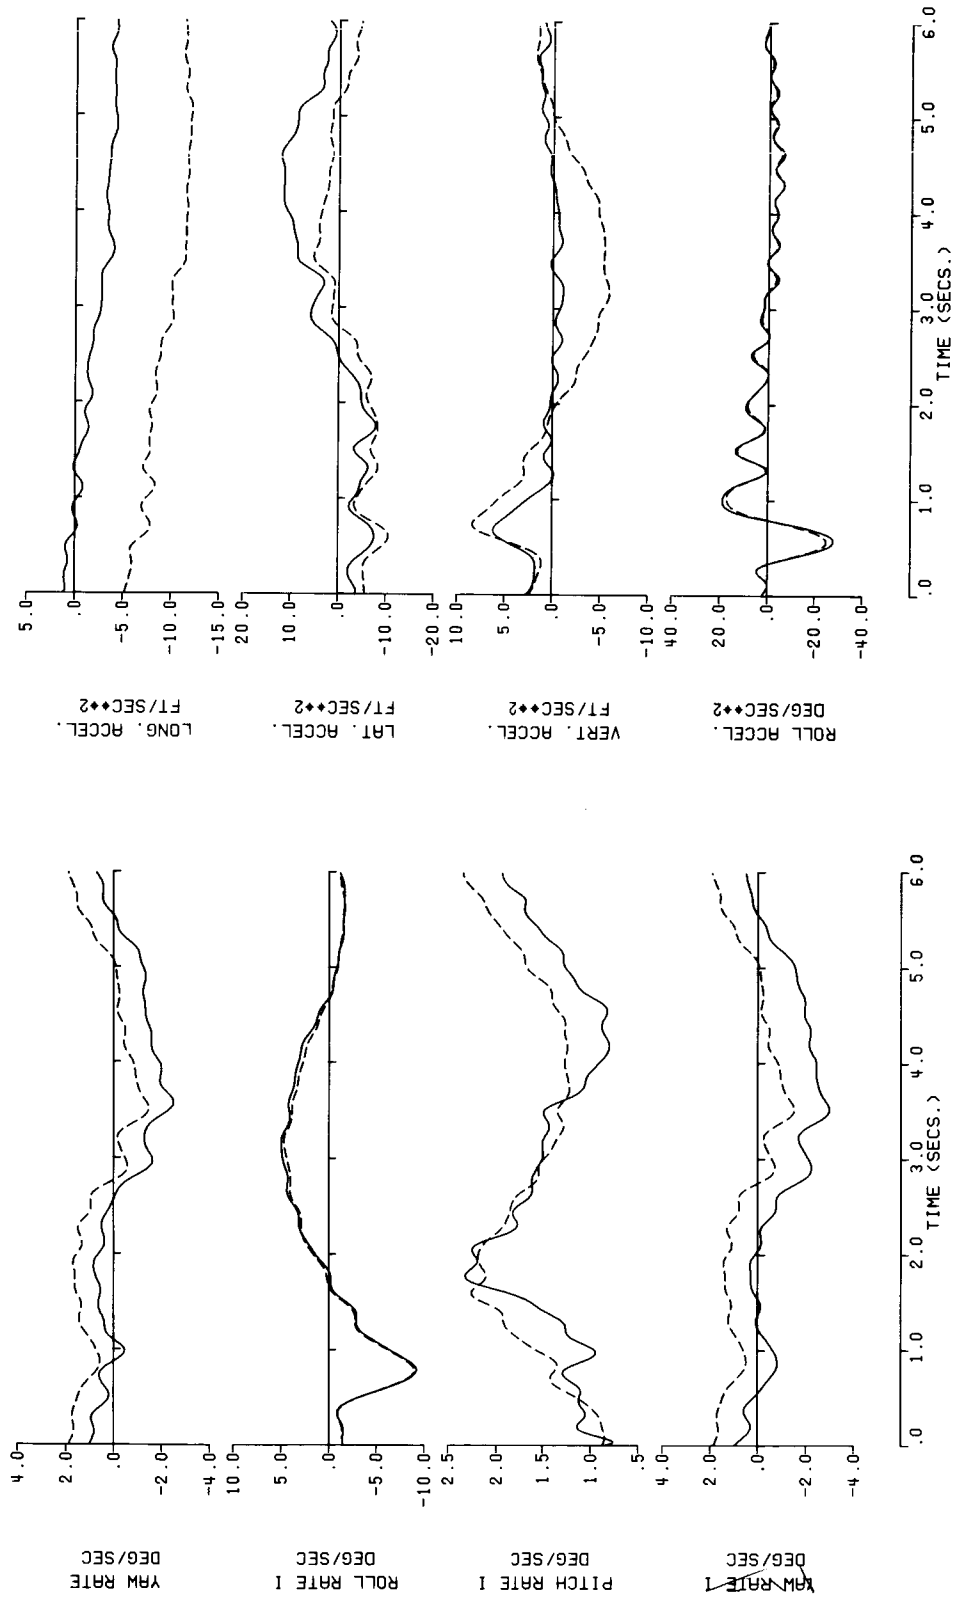 5.0
.0
-5.0
-10.0
-15.0
LONG. ACCEL.
FT/SEC**2
20.0
10.0
.0
-10.0
-20.0
LAT. ACCEL.
FT/SEC**2
10.0
5.0
.0
-5.0
-10.0
VERT. ACCEL.
FT/SEC**2
40.0
20.0
.0
-20.0
-40.0
ROLL ACCEL.
DEG/SEC**2
.0 1.0 2.0 3.0 4.0 5.0 6.0
TIME (SECS.)
4.0
2.0
.0
-2.0
-4.0
YAW RATE
DEG/SEC
10.0
5.0
.0
-5.0
-10.0
ROLL RATE I
DEG/SEC
2.5
2.0
1.5
1.0
.5
PITCH RATE I
DEG/SEC
4.0
2.0
.0
-2.0
-4.0
YAW RATE I
DEG/SEC
.0 1.0 2.0 3.0 4.0 5.0 6.0
TIME (SECS.)